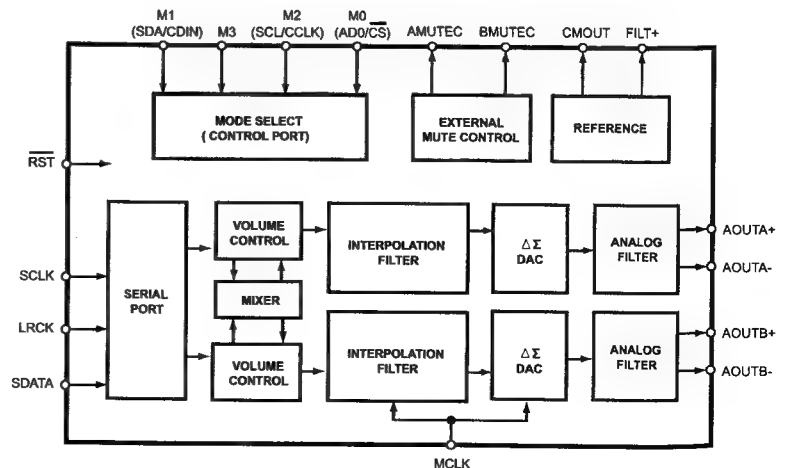 M1 M2 M0
(SDA/CDIN) M3 (SCL/CCLK) (AD0/CS) AMUTEC BMUTEC CMOUT FILT+
MODE SELECT
( CONTROL PORT)
EXTERNAL
MUTE CONTROL
REFERENCE
RST
SERIAL
PORT
VOLUME
CONTROL
INTERPOLATION
FILTER
ΔΣ
DAC
ANALOG
FILTER
AOUTA+
AOUTA-
SCLK
MIXER
LRCK
SDATA
VOLUME
CONTROL
INTERPOLATION
FILTER
ΔΣ
DAC
ANALOG
FILTER
AOUTB+
AOUTB-
MCLK